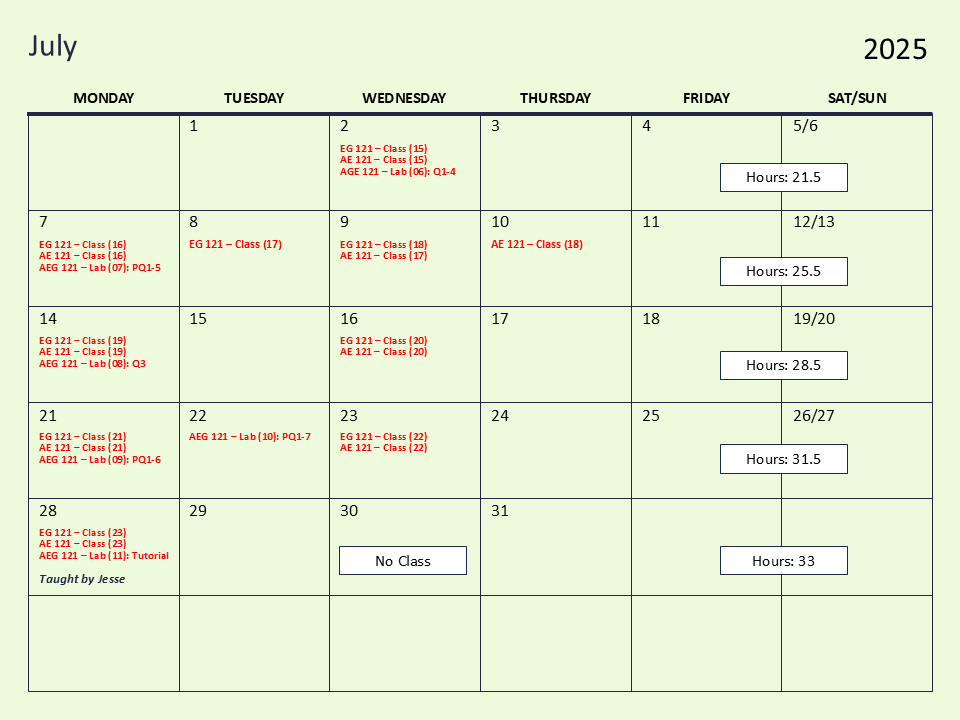 July
2025
MONDAY TUESDAY WEDNESDAY THURSDAY FRIDAY SAT/SUN
1
2
EG 121 – Class (15)
AE 121 – Class (15)
AGE 121 – Lab (06): Q1-4
3
4
5/6
Hours: 21.5
7
EG 121 – Class (16)
AE 121 – Class (16)
AEG 121 – Lab (07): PQ1-5
8
EG 121 – Class (17)
9
EG 121 – Class (18)
AE 121 – Class (17)
10
AE 121 – Class (18)
11
12/13
Hours: 25.5
14
EG 121 – Class (19)
AE 121 – Class (19)
AEG 121 – Lab (08): Q3
15
16
EG 121 – Class (20)
AE 121 – Class (20)
17
18
19/20
Hours: 28.5
21
EG 121 – Class (21)
AE 121 – Class (21)
AEG 121 – Lab (09): PQ1-6
22
AEG 121 – Lab (10): PQ1-7
23
EG 121 – Class (22)
AE 121 – Class (22)
24
25
26/27
Hours: 31.5
28
EG 121 – Class (23)
AE 121 – Class (23)
AEG 121 – Lab (11): Tutorial
Taught by Jesse
29
30
No Class
31
Hours: 33